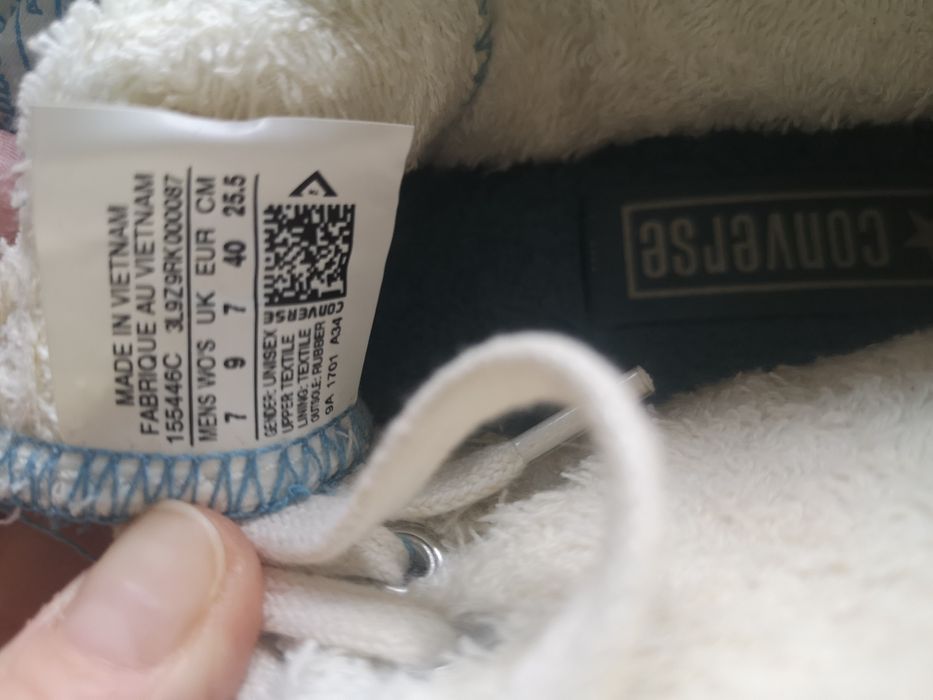 MADE IN VIETNAM
FABRIQUE AU VIETNAM
155446C 3L9Z9RK000087
MENS WO'S UK EUR CM
7 9 7 40 25.5
GENDER: UNISEX
UPPER:TEXTILE
LINING: TEXTILE
OUTSOLE:RUBBER
9A 1701 A34
CONVERSE